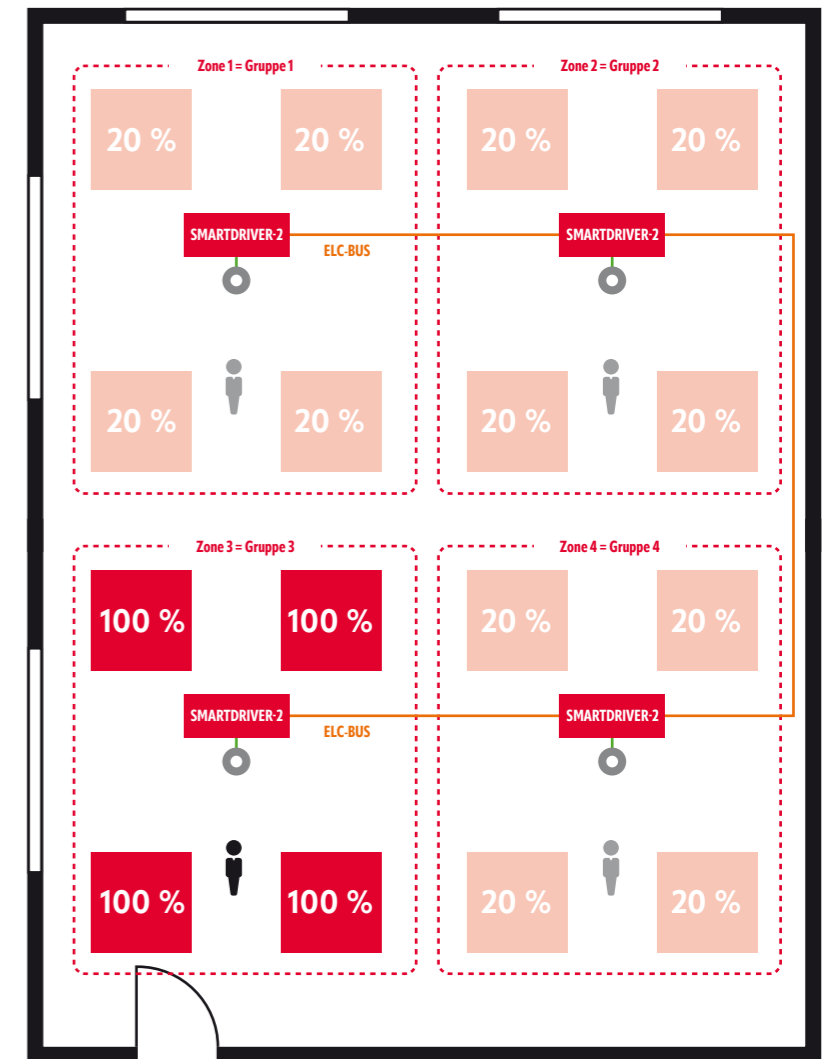 Zone 1 = Gruppe 1
Zone 2 = Gruppe 2
20 %
20 %
20 %
20 %
SMARTDRIVER-2
SMARTDRIVER-2
ELC-BUS
20 %
20 %
20 %
20 %
Zone 3 = Gruppe 3
Zone 4 = Gruppe 4
100 %
100 %
20 %
20 %
SMARTDRIVER-2
SMARTDRIVER-2
ELC-BUS
100 %
100 %
20 %
20 %